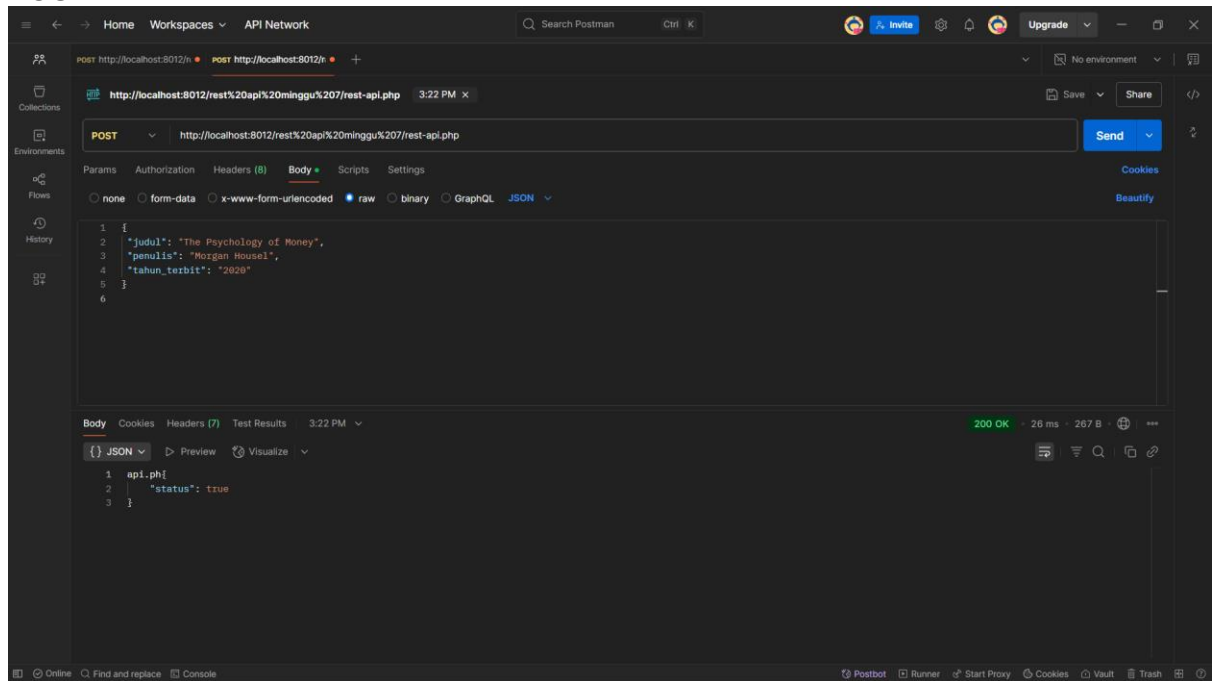 Home Workspaces API Network Search Postman Ctrl K Invite Upgrade
POST http://localhost:8012/r POST http://localhost:8012/r No environment
Collections
http://localhost:8012/rest%20api%20minggu%207/rest-api.php 3:22 PM Save Share
POST http://localhost:8012/rest%20api%20minggu%207/rest-api.php Send
Environments
Params Authorization Headers (8) Body Scripts Settings Cookies
Flows
none form-data x-www-form-urlencoded raw binary GraphQL JSON Beautify
History
1 {
2 "judul": "The Psychology of Money",
3 "penulis": "Morgan Housel",
4 "tahun_terbit": "2020"
5 }
6
Body Cookies Headers (7) Test Results 3:22 PM 200 OK 26 ms 267 B
{} JSON Preview Visualize
1 api.ph{
2 "status": true
3 }
Online Find and replace Console Postbot Runner Start Proxy Cookies Vault Trash